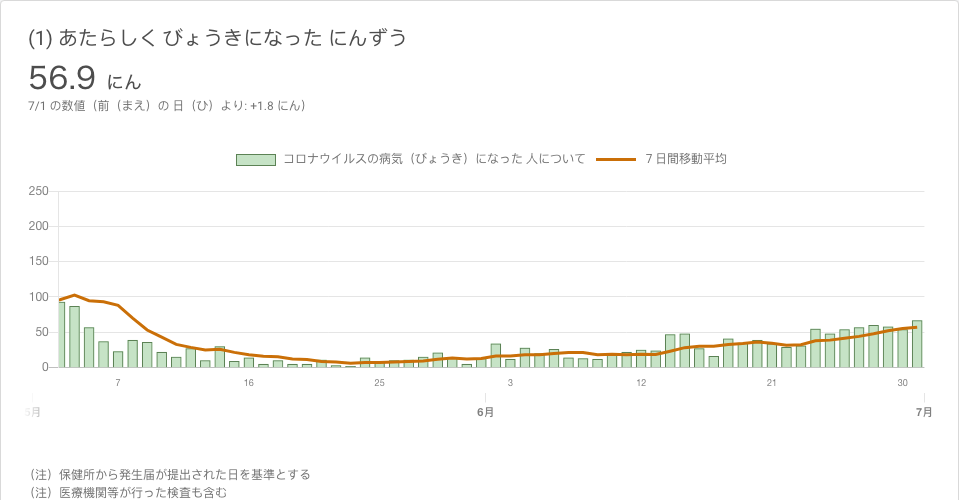 (1) あたらしく びょうきになった にんずう
56.9 にん
7/1 の数値（前（まえ）の 日（ひ）より: +1.8 にん）
コロナウイルスの病気（びょうき）になった 人について ７日間移動平均
250
200
150
100
50
0
7 16 25 3 12 21 30
5月 6月 7月
（注）保健所から発生届が提出された日を基準とする
（注）医療機関等が行った検査も含む